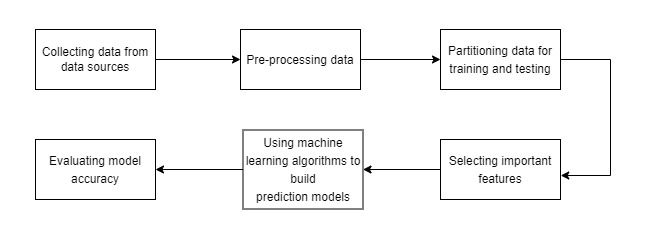 Collecting data from
data sources
Pre-processing data
Partitioning data for
training and testing
Evaluating model
accuracy
Using machine
learning algorithms to
build
prediction models
Selecting important
features